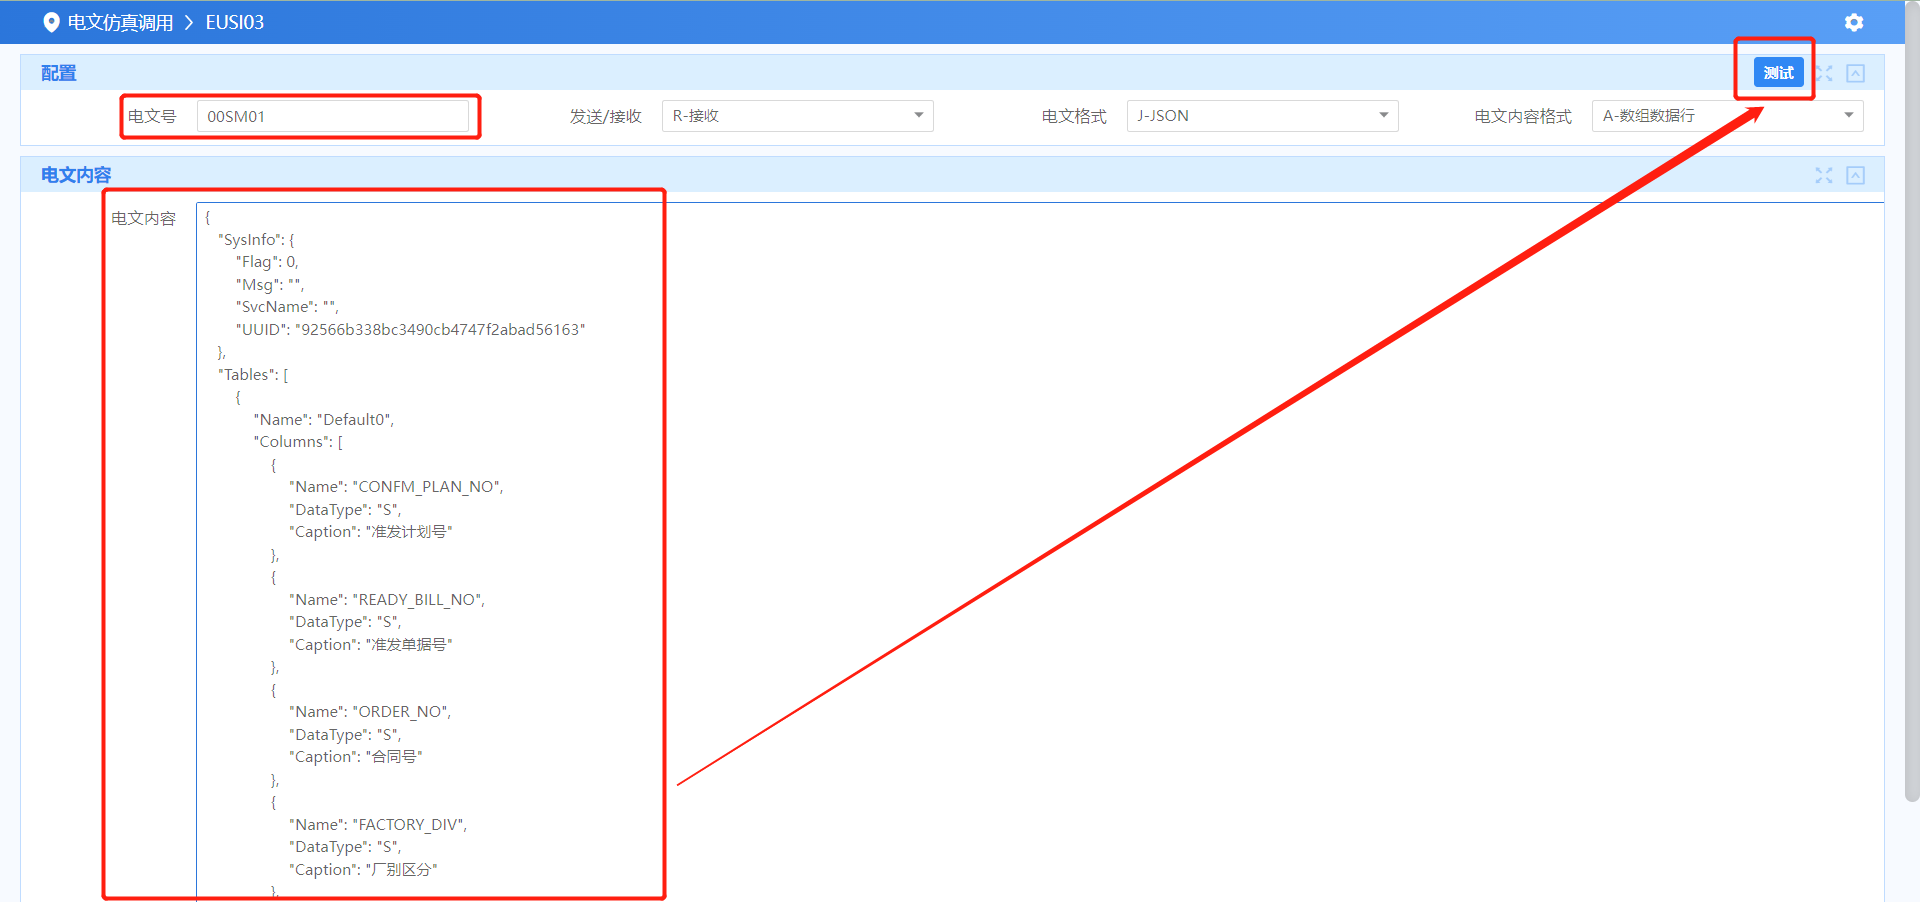 电文仿真调用 > EUSI03
配置
测试
电文号 00SM01 发送/接收 R-接收 电文格式 J-JSON 电文内容格式 A-数组数据行
电文内容
电文内容 {
"SysInfo": {
"Flag": 0,
"Msg": "",
"SvcName": "",
"UUID": "92566b338bc3490cb4747f2abad56163"
},
"Tables": [
{
"Name": "Default0",
"Columns": [
{
"Name": "CONFM_PLAN_NO",
"DataType": "S",
"Caption": "准发计划号"
},
{
"Name": "READY_BILL_NO",
"DataType": "S",
"Caption": "准发单据号"
},
{
"Name": "ORDER_NO",
"DataType": "S",
"Caption": "合同号"
},
{
"Name": "FACTORY_DIV",
"DataType": "S",
"Caption": "厂别区分"
},